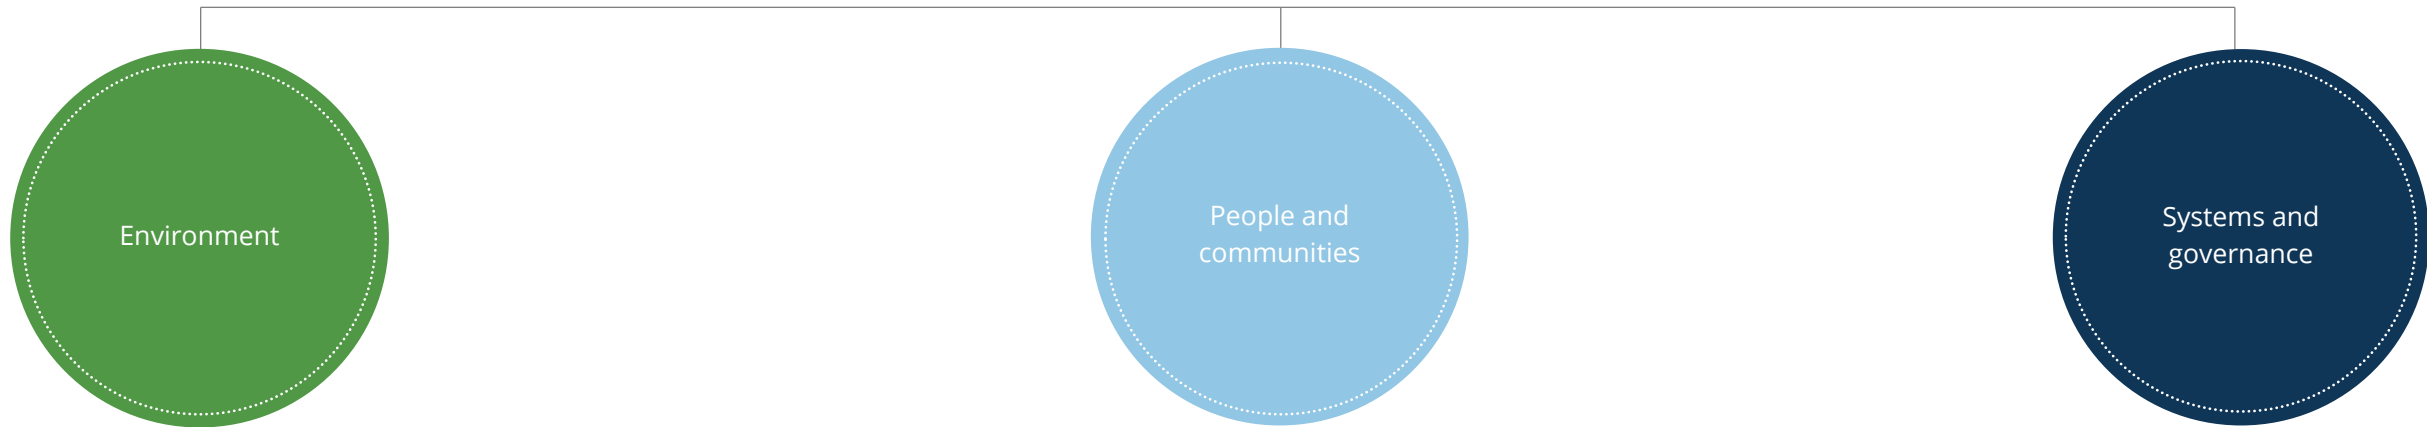 Environment
People and
communities
Systems and
governance